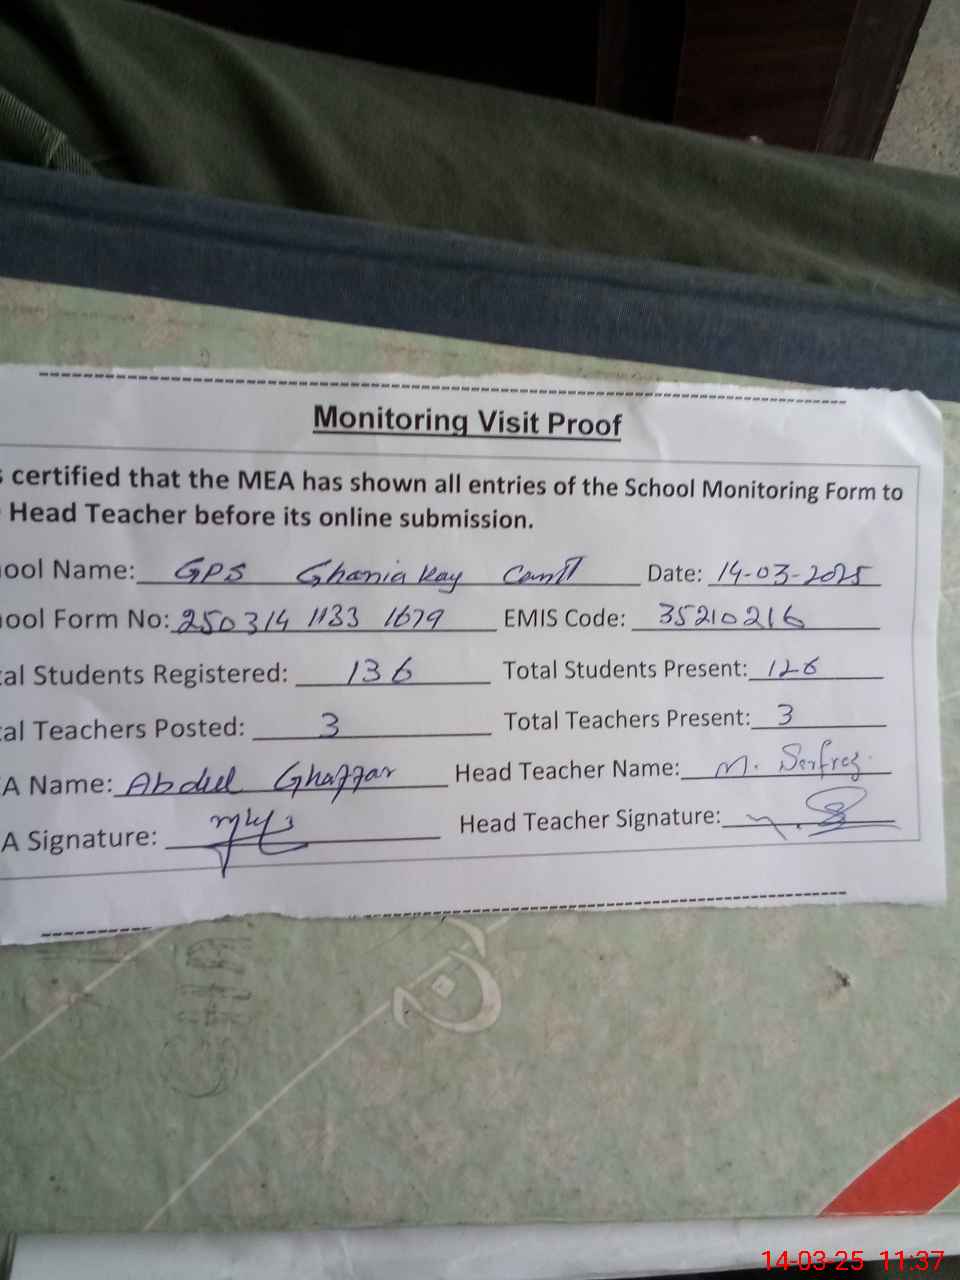 Monitoring Visit Proof
certified that the MEA has shown all entries of the School Monitoring Form to
Head Teacher before its online submission.
ool Name: GPS Ghania Kay Cantt Date: 14-03-2025
ool Form No: 250314 1133 1679 EMIS Code: 35210216
al Students Registered: 136 Total Students Present: 126
al Teachers Posted: 3 Total Teachers Present: 3
A Name: Abdul Ghaffar Head Teacher Name: M. Sarfraz
A Signature: Head Teacher Signature:
14-03-25 11:37